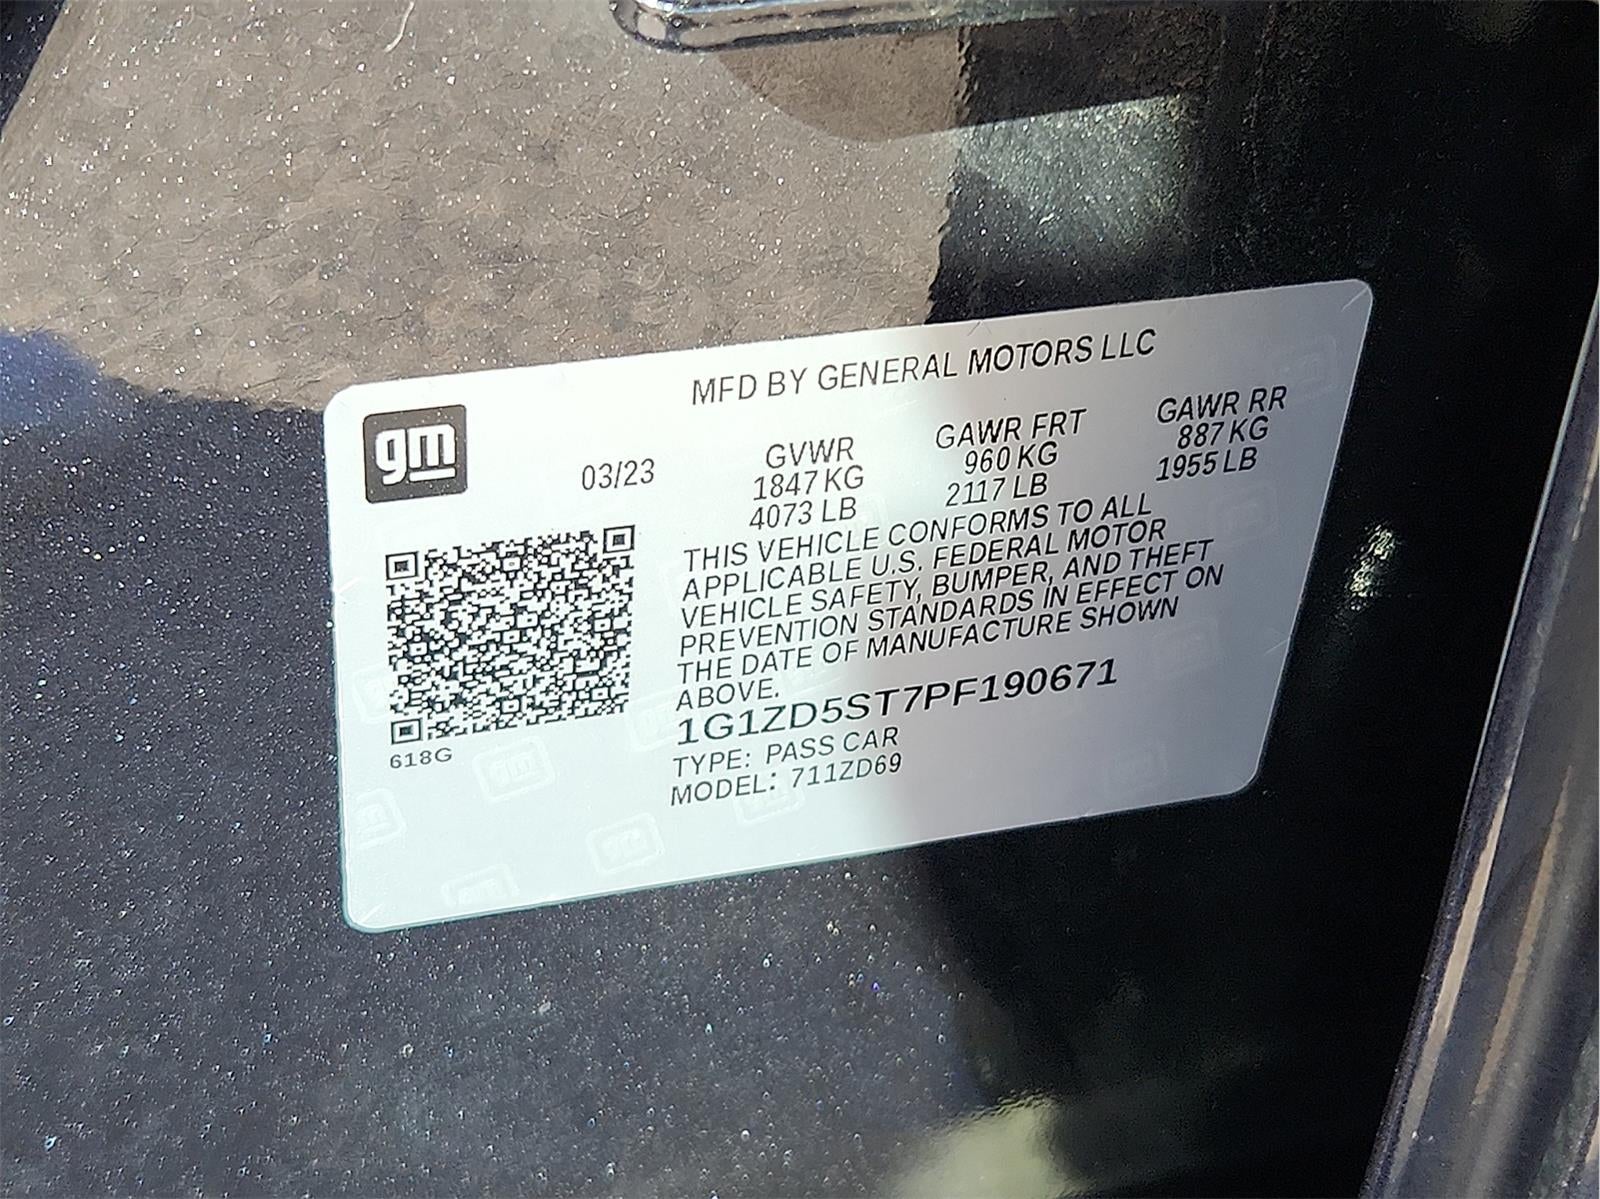 MFD BY GENERAL MOTORS LLC
gm
03/23
GVWR
1847 KG
4073 LB
GAWR FRT
960 KG
2117 LB
GAWR RR
887 KG
1955 LB
THIS VEHICLE CONFORMS TO ALL
APPLICABLE U.S. FEDERAL MOTOR
VEHICLE SAFETY, BUMPER, AND THEFT
PREVENTION STANDARDS IN EFFECT ON
THE DATE OF MANUFACTURE SHOWN
ABOVE.
1G1ZD5ST7PF190671
TYPE: PASS CAR
MODEL: 711ZD69
618G